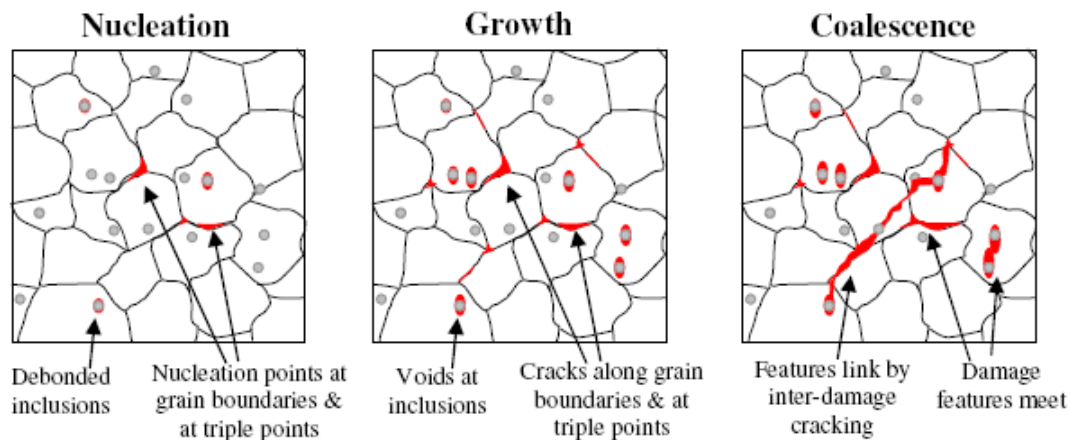 Nucleation
Growth
Coalescence
Debonded
inclusions
Nucleation points at
grain boundaries &
at triple points
Voids at
inclusions
Cracks along grain
boundaries & at
triple points
Features link by
inter-damage
cracking
Damage
features meet